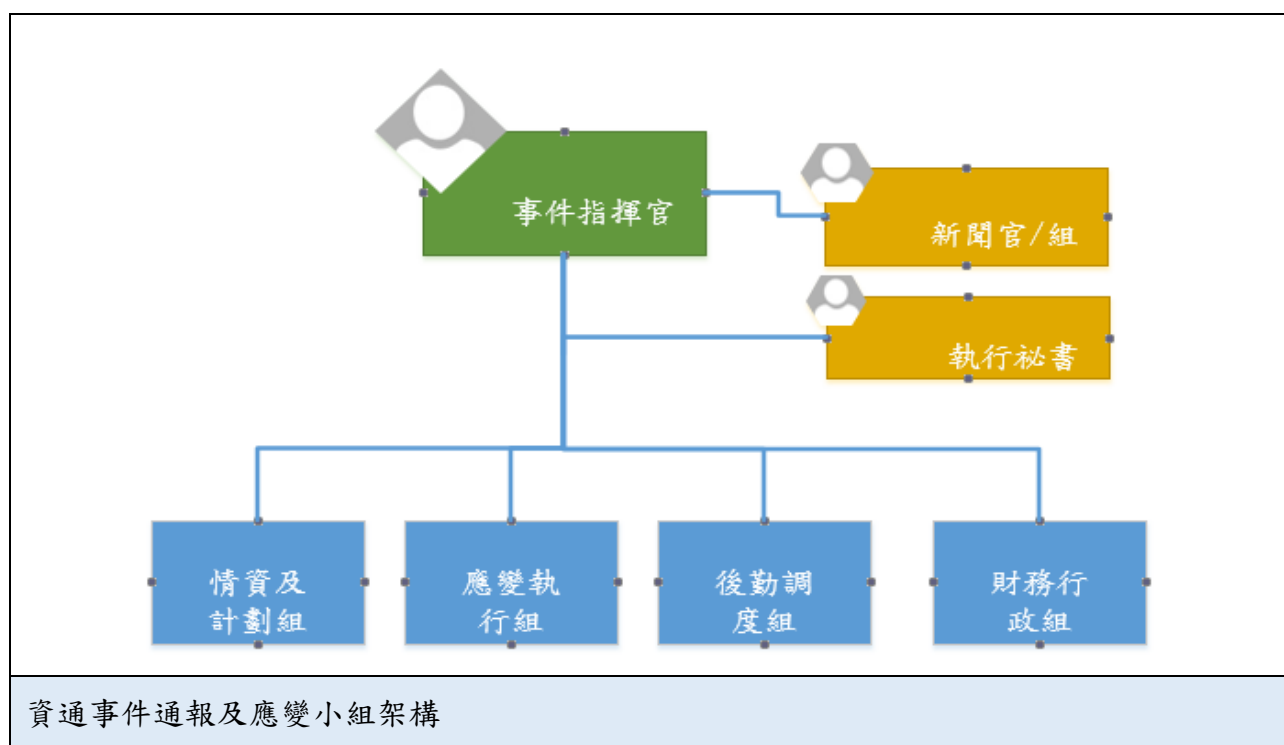 事件指揮官
新聞官/組
執行祕書
情資及
計劃組
應變執
行組
後勤調
度組
財務行
政組
資通事件通報及應變小組架構